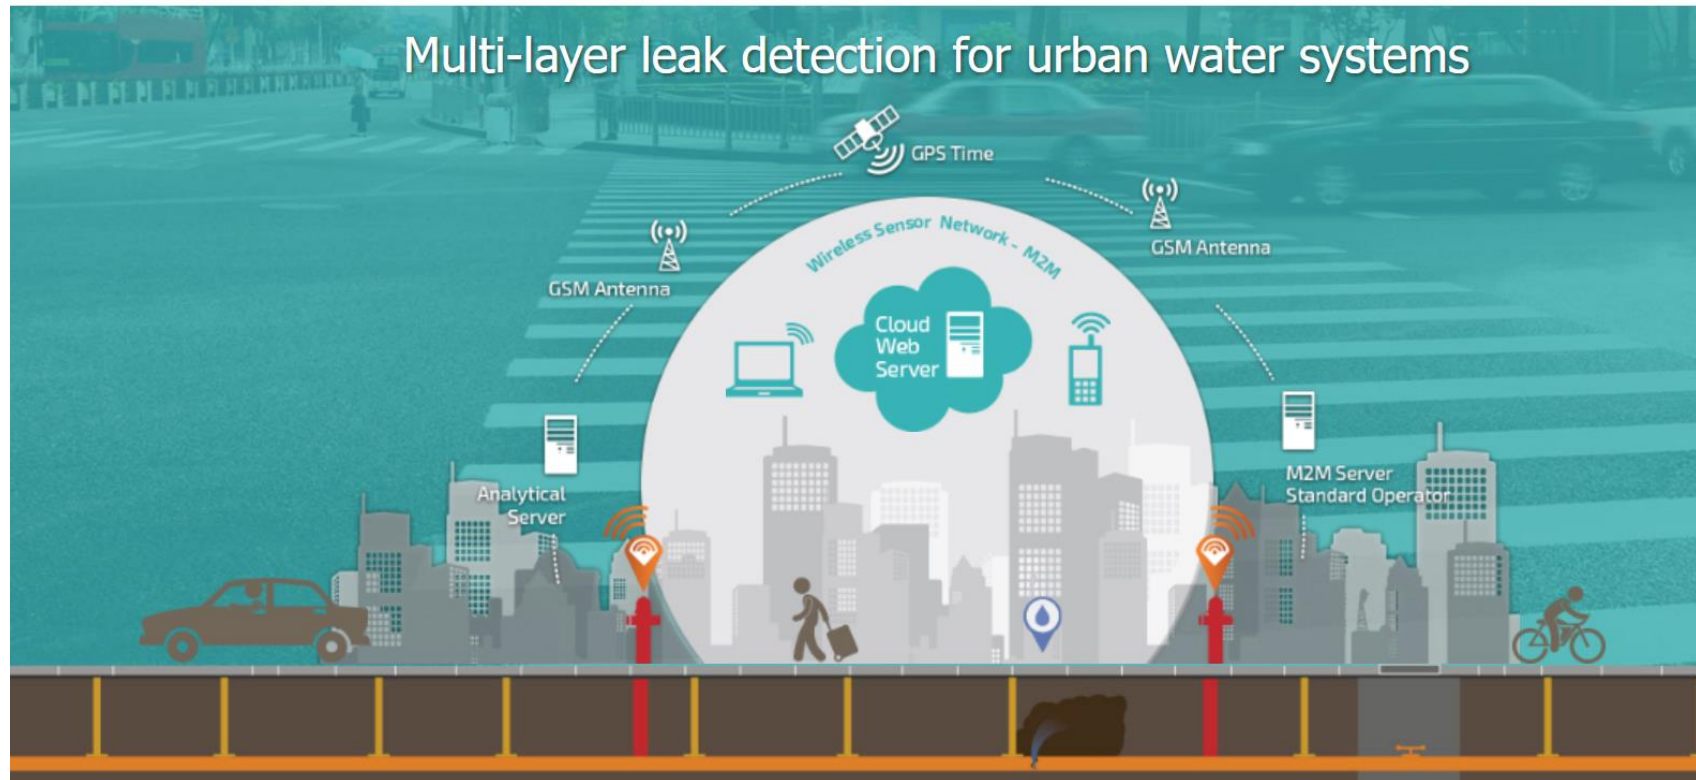 Multi-layer leak detection for urban water systems
GPS Time
GSM Antenna
GSM Antenna
Wireless Sensor Network - M2M
Cloud
Web
Server
Analytical
Server
M2M Server
Standard Operator